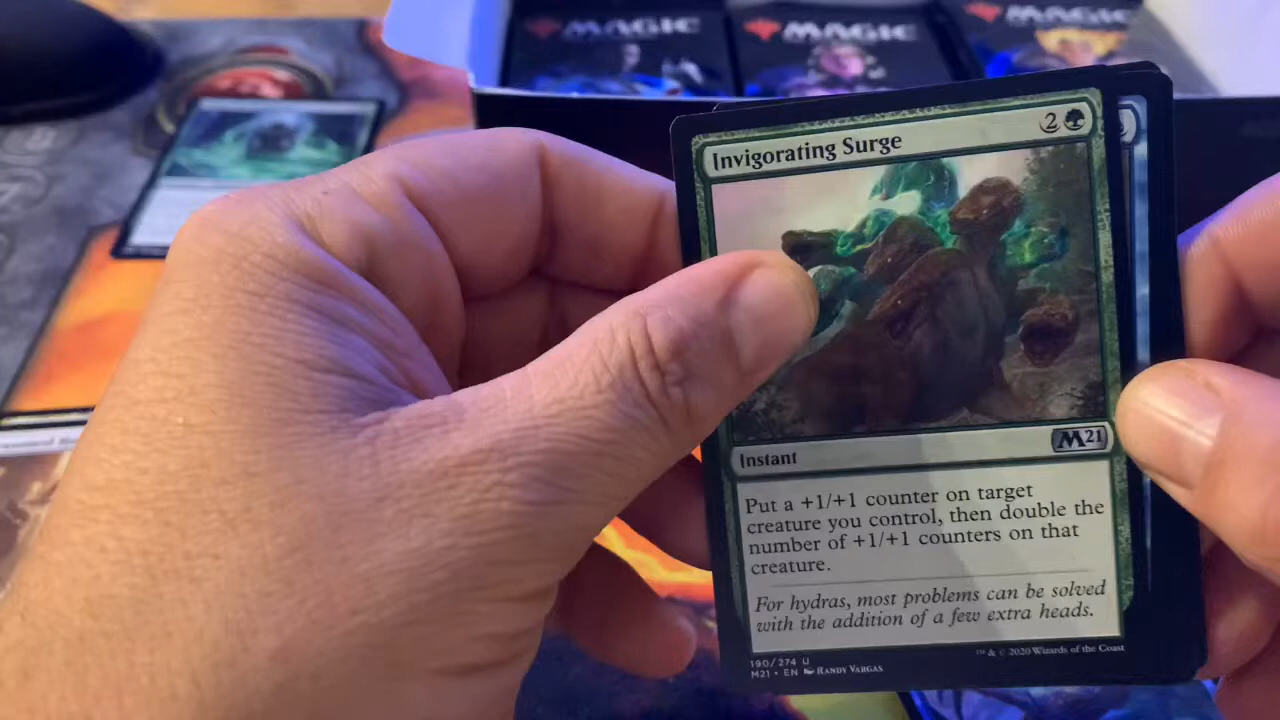 MAGIC
MAGIC
MAGIC
Invigorating Surge
2
Instant
M21
Put a +1/+1 counter on target
creature you control, then double the
number of +1/+1 counters on that
creature.
For hydras, most problems can be solved
with the addition of a few extra heads.
190/274 U
M21 • EN RANDY VARGAS
™ & © 2020 Wizards of the Coast